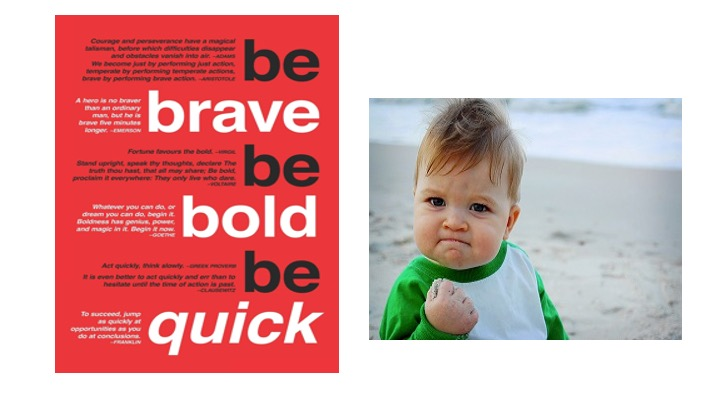 Courage and perseverance have a magical
talisman, before which difficulties disappear
and obstacles vanish into air. –ADAMS
We become just by performing just action,
temperate by performing temperate actions,
brave by performing brave action. –ARISTOTLE
be
A hero is no braver
than an ordinary
man, but he is
brave five minutes
longer. –EMERSON
brave
Fortune favours the bold. –VIRGIL
Stand upright, speak thy thoughts, declare The
truth thou hast, that all may share; Be bold,
proclaim it everywhere: They only live who dare.
–VOLTAIRE
be
Whatever you can do, or
dream you can do, begin it.
Boldness has genius, power,
and magic in it. Begin it now.
–GOETHE
bold
Act quickly, think slowly. –GREEK PROVERB
It is even better to act quickly and err than to
hesitate until the time of action is past.
–CLAUSEWITZ
be
To succeed, jump
as quickly at
opportunities as you
do at conclusions.
–FRANKLIN
quick